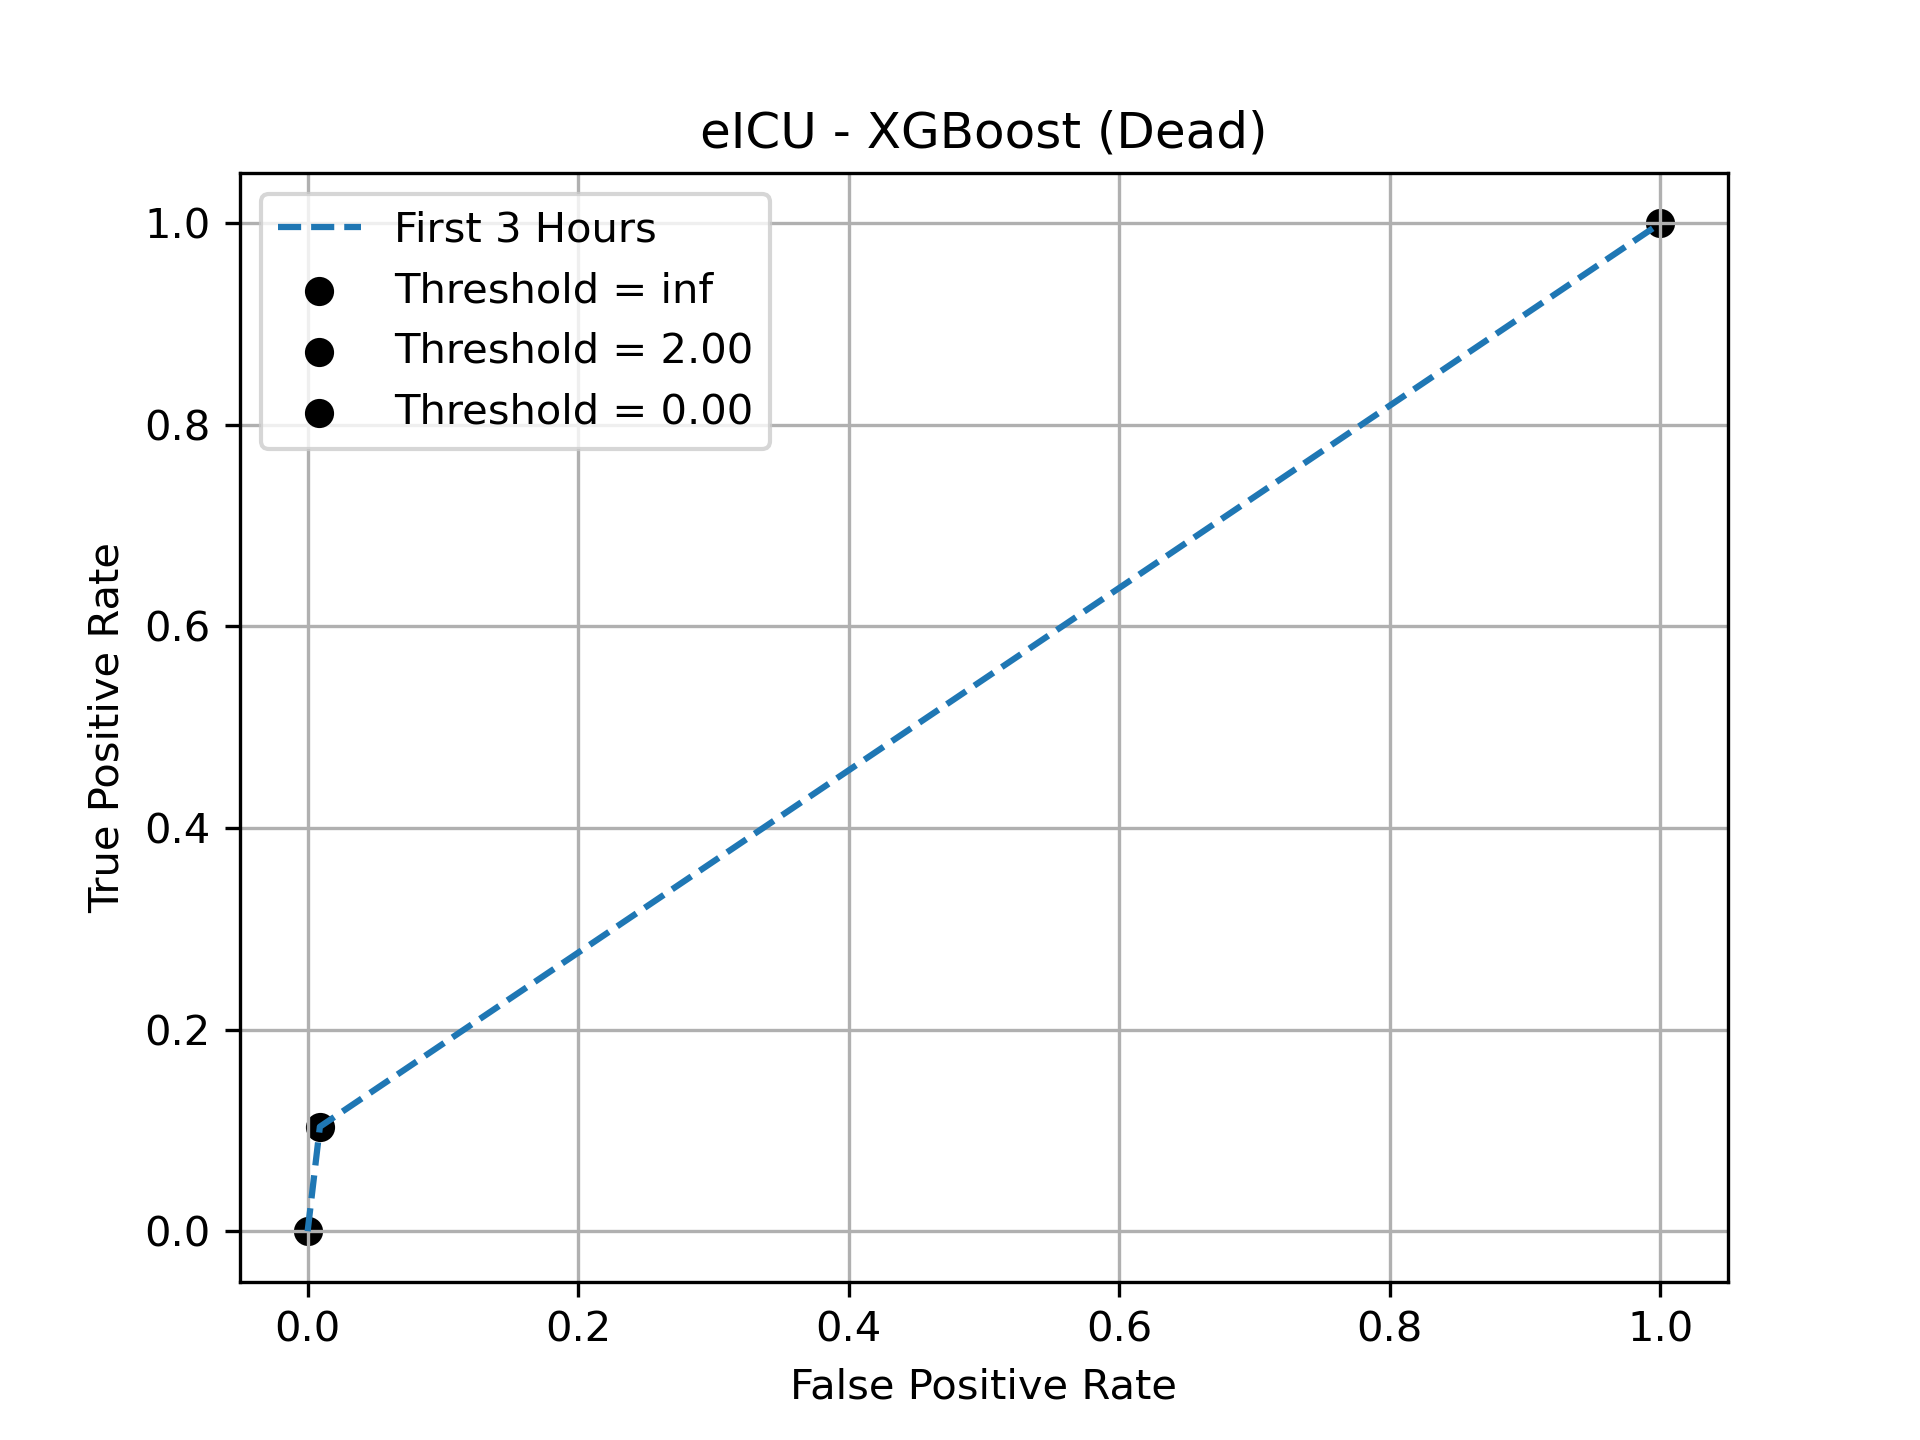 eICU - XGBoost (Dead)
First 3 Hours
Threshold = inf
Threshold = 2.00
Threshold = 0.00
True Positive Rate
1.0
0.8
0.6
0.4
0.2
0.0
0.0 0.2 0.4 0.6 0.8 1.0
False Positive Rate